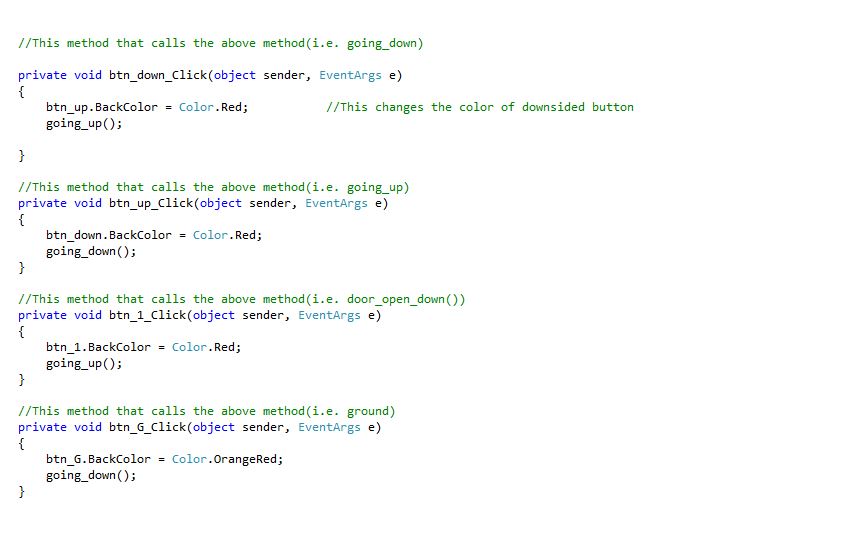 //This method that calls the above method(i.e. going_down)
private void btn_down_Click(object sender, EventArgs e)
{
btn_up.BackColor = Color.Red; //This changes the color of downsided button
going_up();
}
//This method that calls the above method(i.e. going_up)
private void btn_up_Click(object sender, EventArgs e)
{
btn_down.BackColor = Color.Red;
going_down();
}
//This method that calls the above method(i.e. door_open_down())
private void btn_1_Click(object sender, EventArgs e)
{
btn_1.BackColor = Color.Red;
going_up();
}
//This method that calls the above method(i.e. ground)
private void btn_G_Click(object sender, EventArgs e)
{
btn_G.BackColor = Color.OrangeRed;
going_down();
}